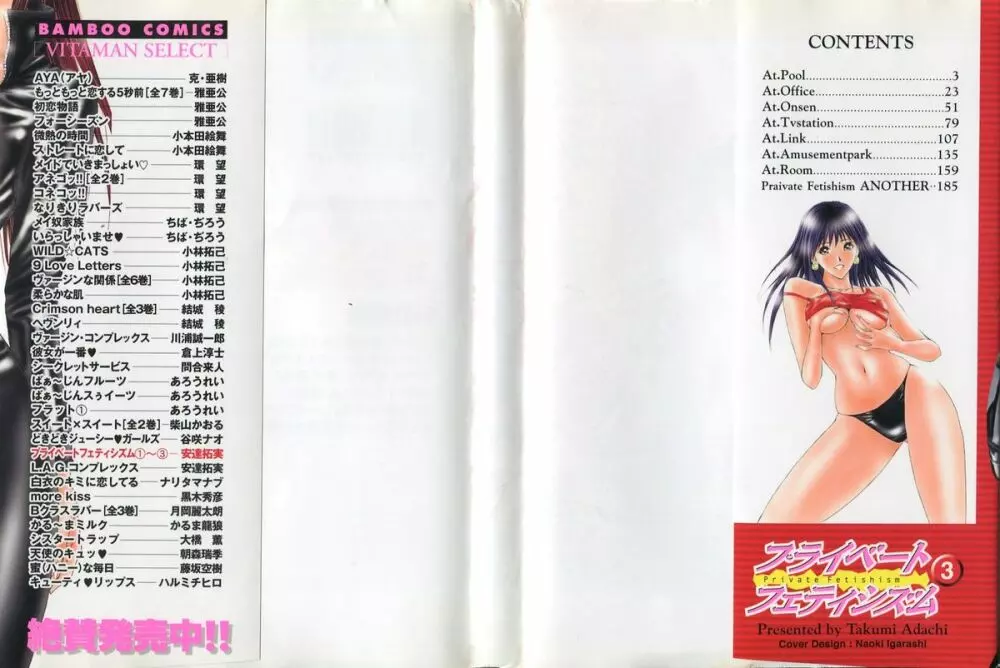 BAMBOO COMICS
VITAMAN SELECT
AYA(アヤ)――克・亜樹
もっともっと恋する5秒前[全7巻]―雅亜公
初恋物語――雅亜公
フォーシーズン――雅亜公
微熱の時間――小本田絵舞
ストレートに恋して――小本田絵舞
メイドでいきまっしょい♡――環 望
アネゴッ!![全2巻]――環 望
コネコッ!!――環 望
なりきりラバーズ――環 望
メイ奴家族――ちば・ぢろう
いらっしゃいませ♥――ちば・ぢろう
WILD☆CATS――小林拓己
9 Love Letters――小林拓己
ヴァージンな関係[全6巻]―小林拓己
柔らかな肌――小林拓己
Crimson heart[全3巻]――結城 稜
ヘヴンリィ――結城 稜
ヴァージン・コンプレックス―川浦誠一郎
彼女が一番♥――倉上淳士
シークレットサービス――間合来人
ばぁ〜じんフルーツ――あろうれい
ばぁ〜じんスぅイーツ――あろうれい
フラット①――あろうれい
スイート×スイート[全2巻]―柴山かおる
どきどきジューシー♥ガールズ―谷咲ナオ
プライベートフェティシズム①〜③―安達拓実
L.A.G.コンプレックス――安達拓実
白衣のキミに恋してる―ナリタマナブ
more kiss――黒木秀彦
Bクラスラバー[全3巻]―月岡麗太朗
かる〜まミルク――かるま龍狼
シスタートラップ――大橋 薫
天使のキュッ♥――朝森瑞季
蜜(ハニー)な毎日――藤坂空樹
キューティ♥リップス―ハルミチヒロ
絶賛発売中!!
CONTENTS
At.Pool....................3
At.Office....................23
At.Onsen....................51
At.Tvstation....................79
At.Link....................107
At.Amusementpark....................135
At.Room....................159
Praivate Fetishism ANOTHER··185
プライベート
Private Fetishism
フェティシズム
3
Presented by Takumi Adachi
Cover Design : Naoki Igarashi